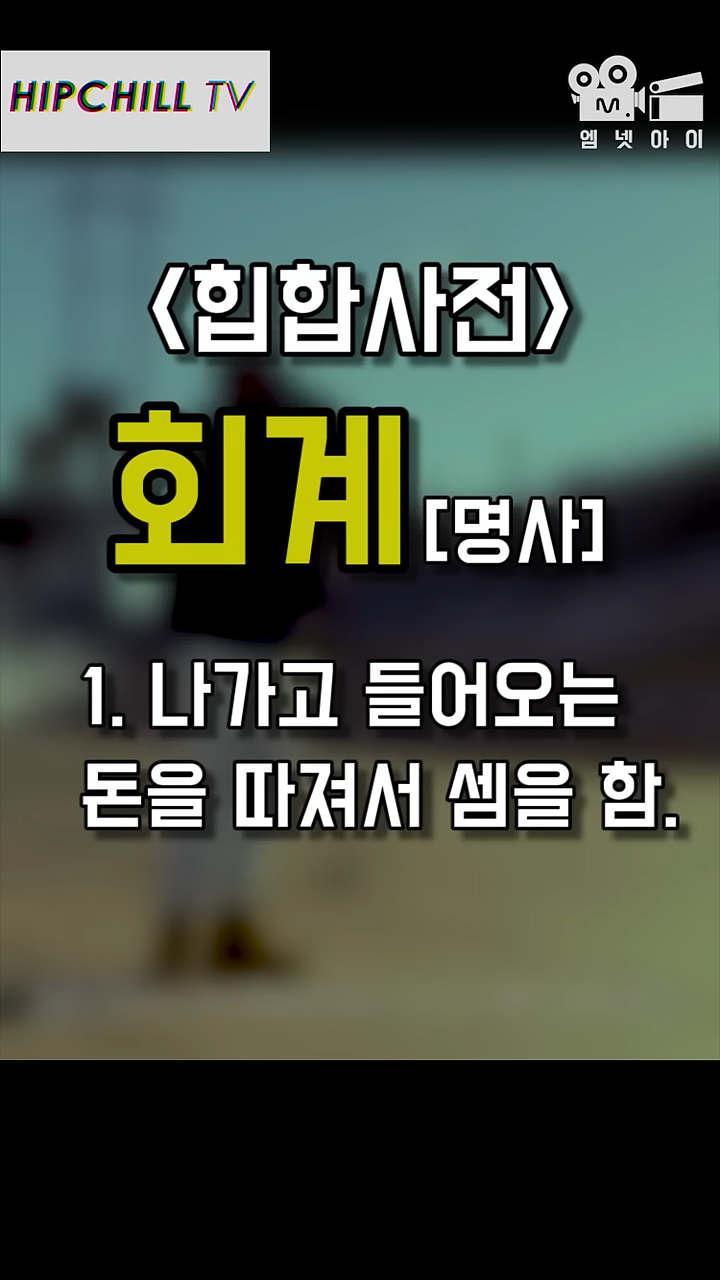 HIPCHILL TV
M.
엠넷아이
<힙합사전>
회계 [명사]
1. 나가고 들어오는
돈을 따져서 셈을 함.